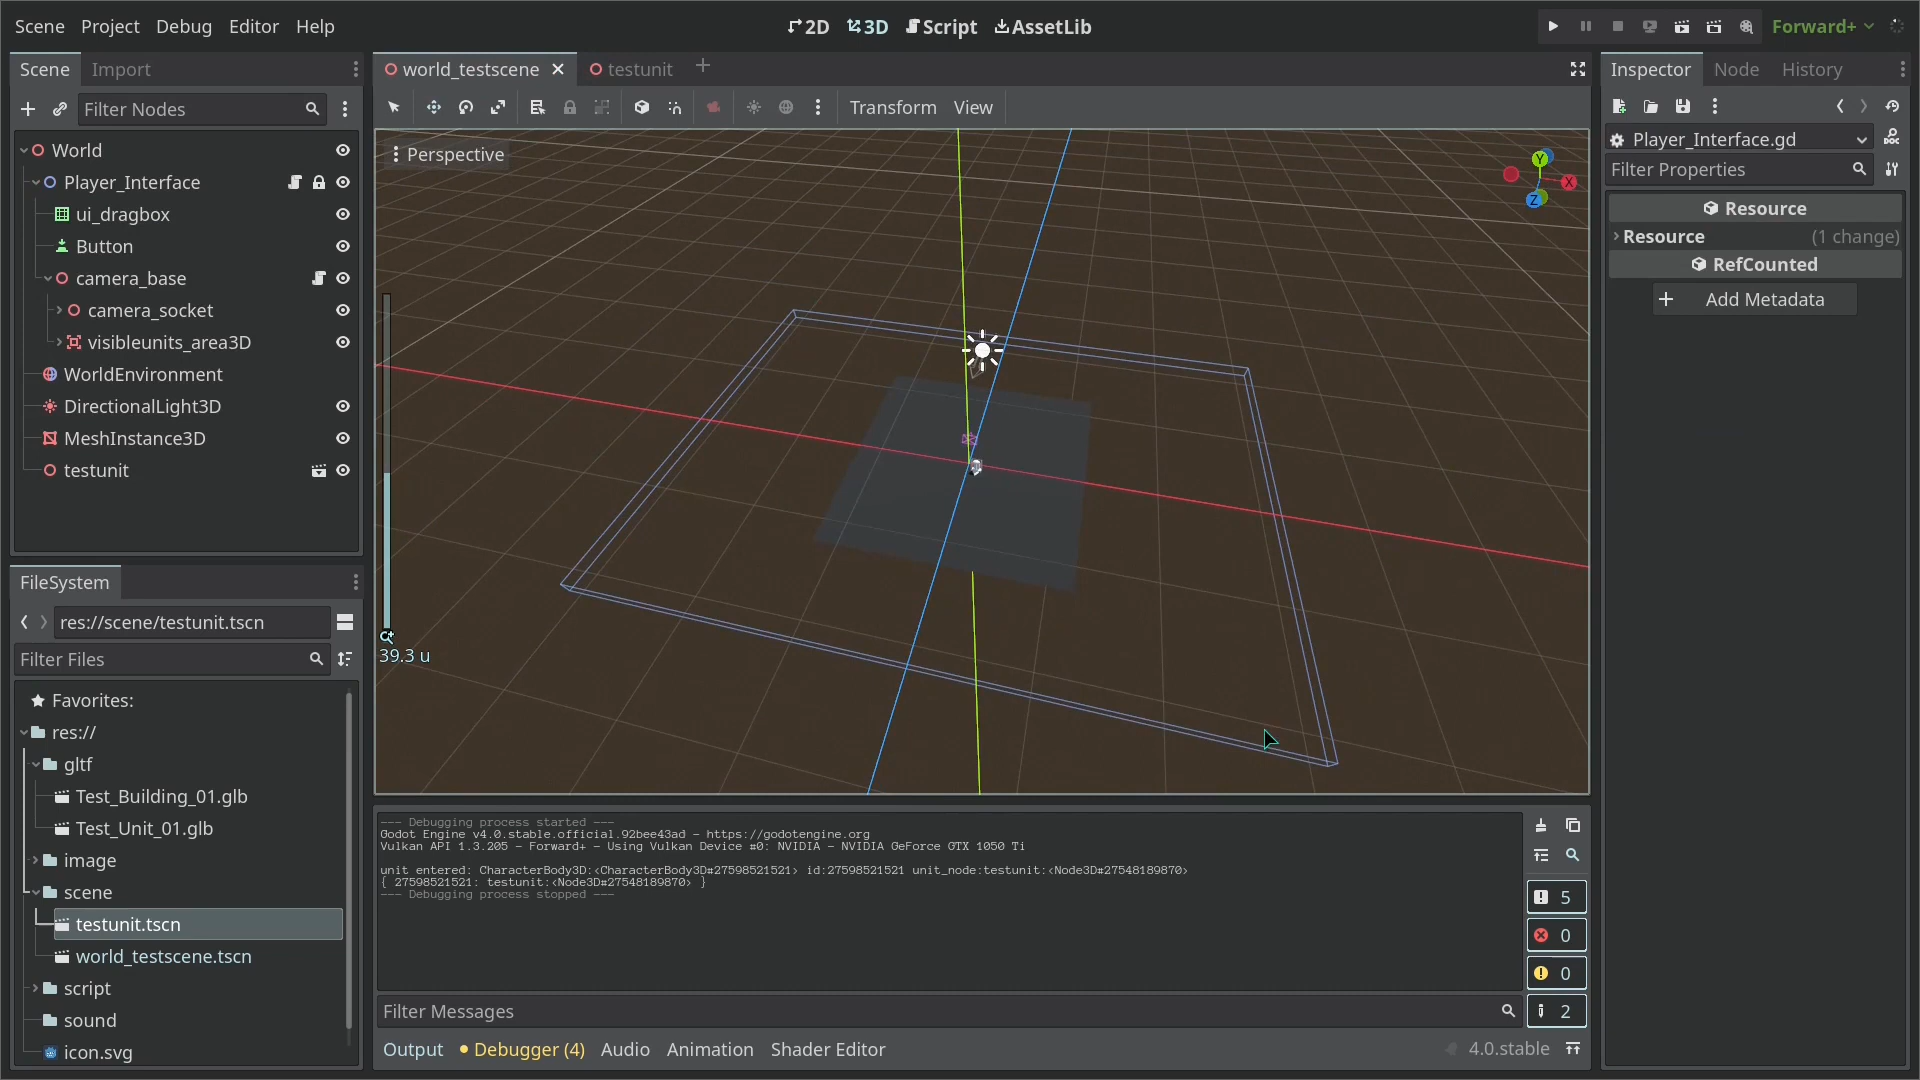 Scene Project Debug Editor Help
2D 3D Script AssetLib
Forward+
Scene Import
Filter Nodes
World
Player_Interface
ui_dragbox
Button
camera_base
camera_socket
visibleunits_area3D
WorldEnvironment
DirectionalLight3D
MeshInstance3D
testunit
FileSystem
res://scene/testunit.tscn
Filter Files
Favorites:
res://
gltf
Test_Building_01.glb
Test_Unit_01.glb
image
scene
testunit.tscn
world_testscene.tscn
script
sound
icon.svg
world_testscene testunit
Transform View
Perspective
Y
X
Z
39.3 u
--- Debugging process started ---
Godot Engine v4.0.stable.official.92bee43ad - https://godotengine.org
Vulkan API 1.3.205 - Forward+ - Using Vulkan Device #0: NVIDIA - NVIDIA GeForce GTX 1050 Ti
unit entered: CharacterBody3D:<CharacterBody3D#27598521521> id:27598521521 unit_node:testunit:<Node3D#27548189870>
{ 27598521521: testunit:<Node3D#27548189870> }
--- Debugging process stopped ---
5
0
0
2
Filter Messages
Output Debugger (4) Audio Animation Shader Editor
4.0.stable
Inspector Node History
Player_Interface.gd
Filter Properties
Resource
Resource (1 change)
RefCounted
Add Metadata